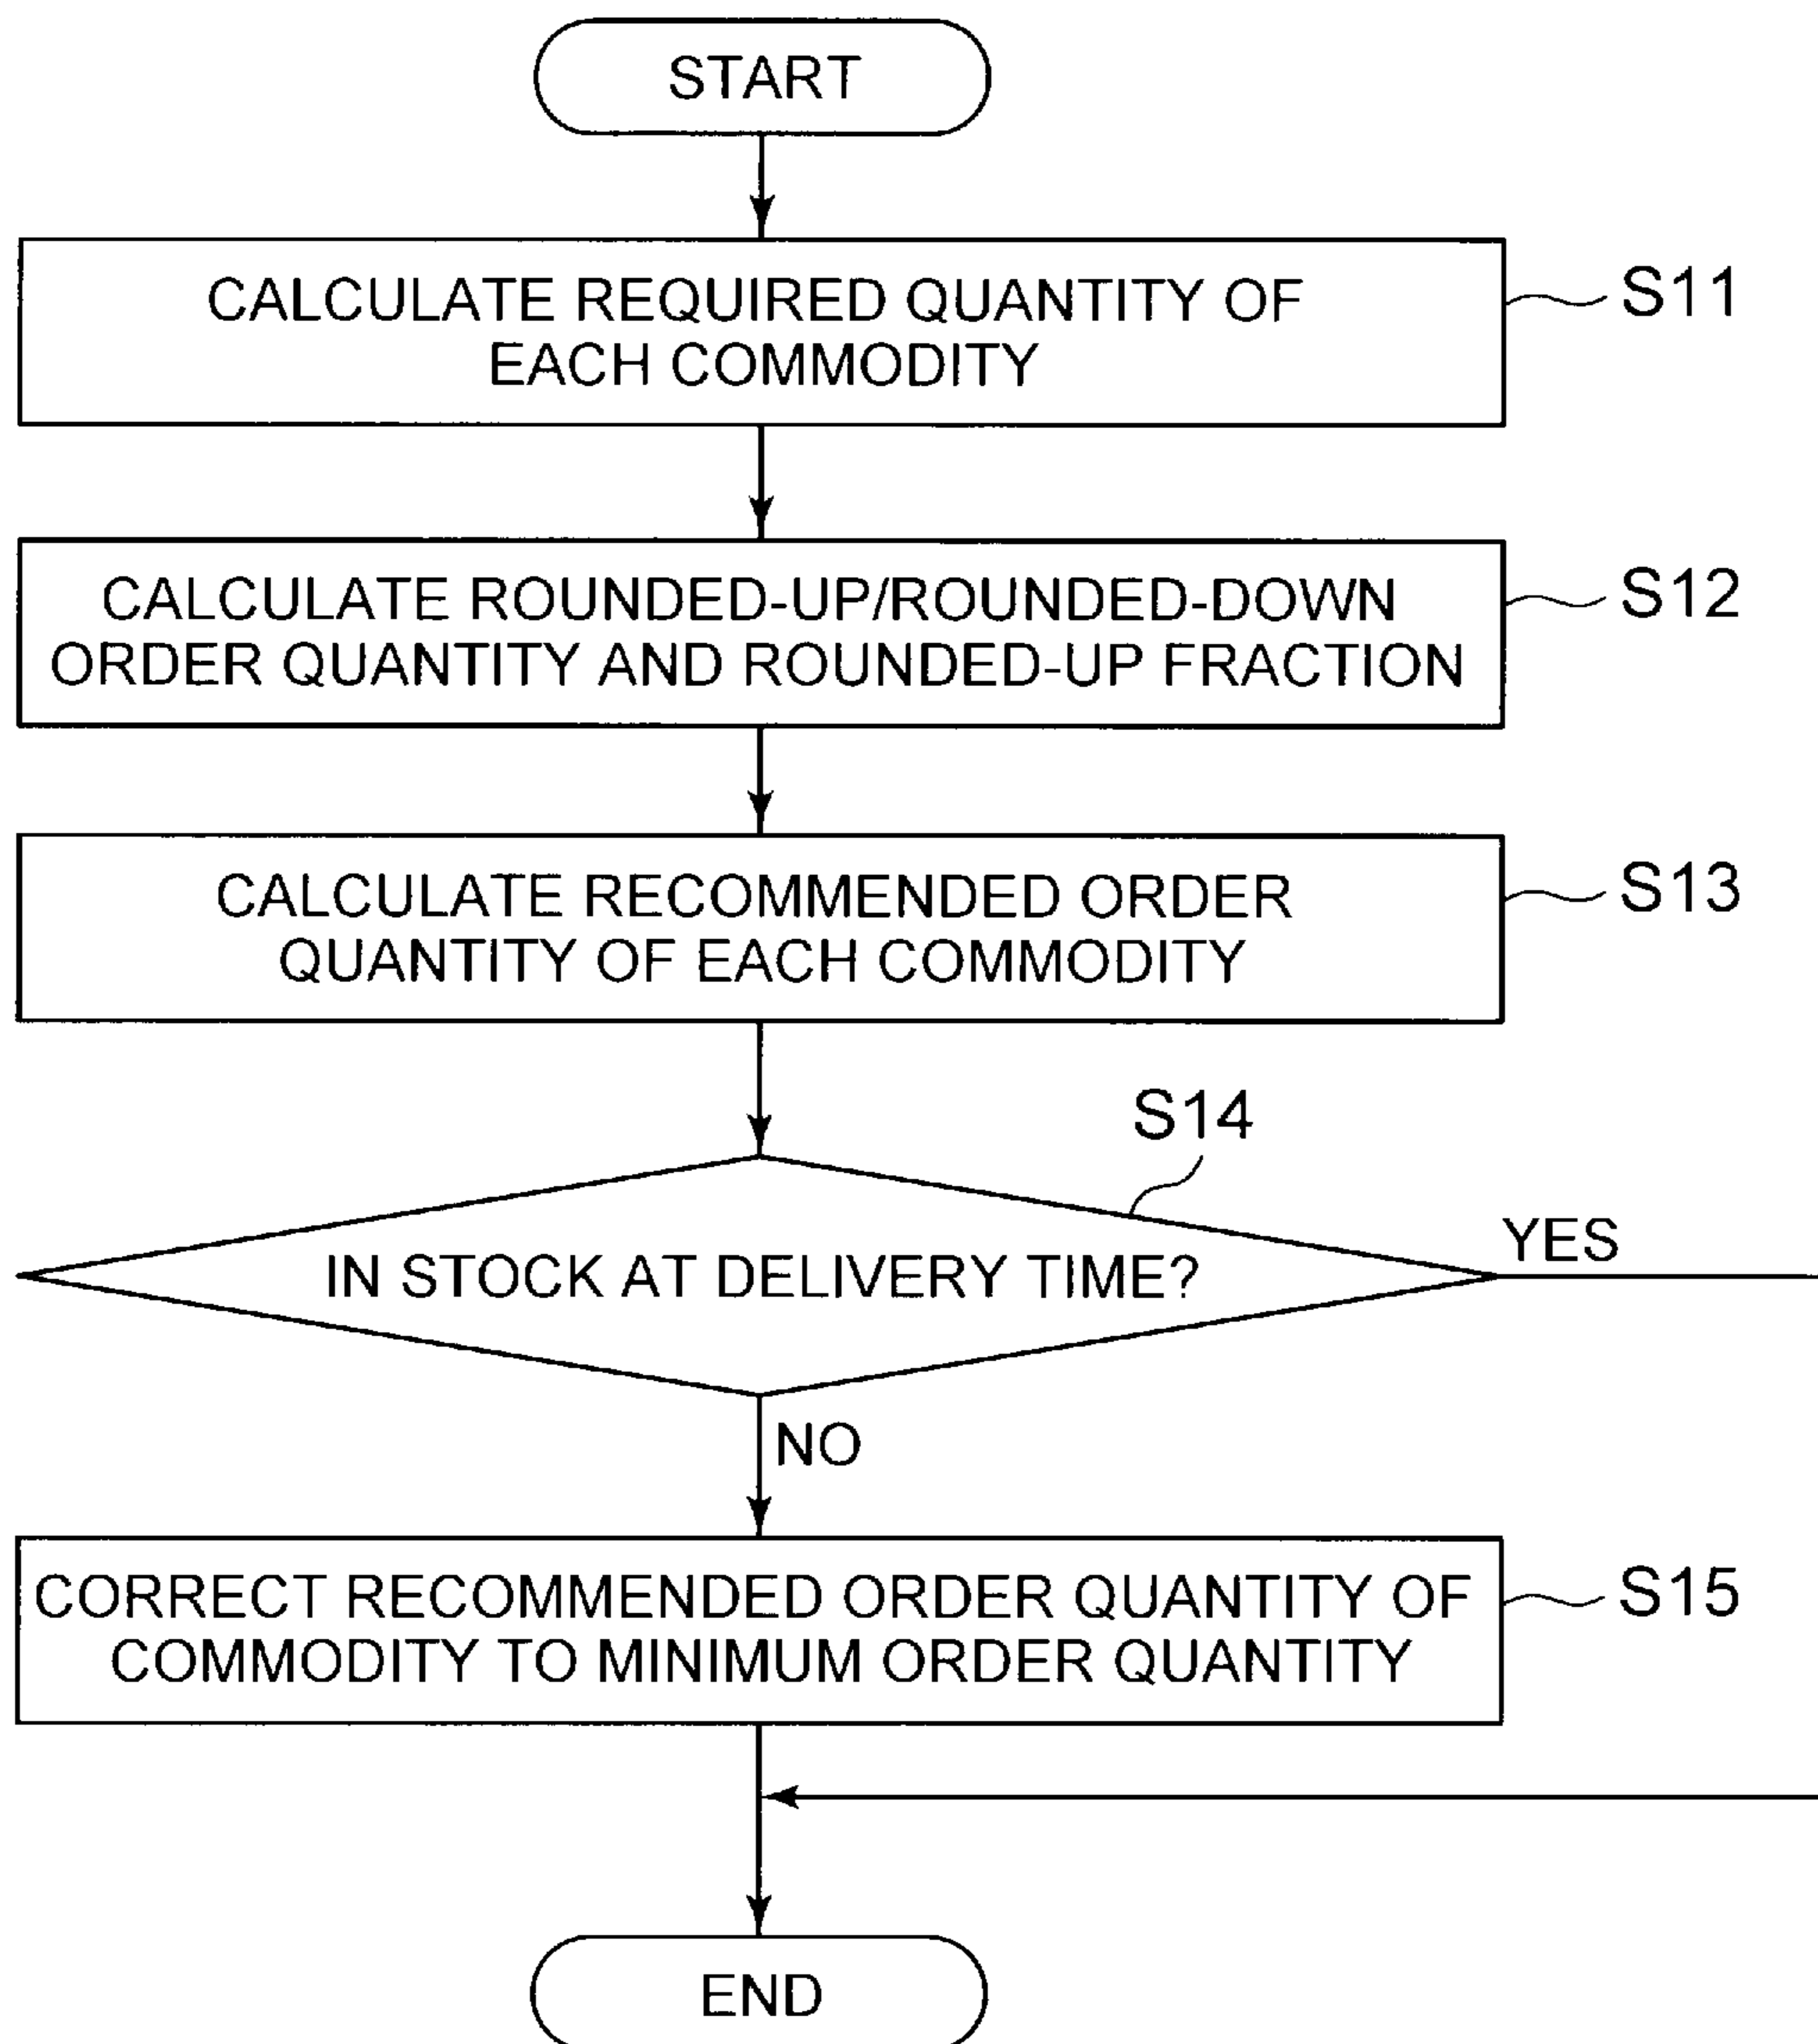 START
CALCULATE REQUIRED QUANTITY OF
EACH COMMODITY
S11
CALCULATE ROUNDED-UP/ROUNDED-DOWN
ORDER QUANTITY AND ROUNDED-UP FRACTION
S12
CALCULATE RECOMMENDED ORDER
QUANTITY OF EACH COMMODITY
S13
S14
IN STOCK AT DELIVERY TIME?
YES
NO
CORRECT RECOMMENDED ORDER QUANTITY OF
COMMODITY TO MINIMUM ORDER QUANTITY
S15
END